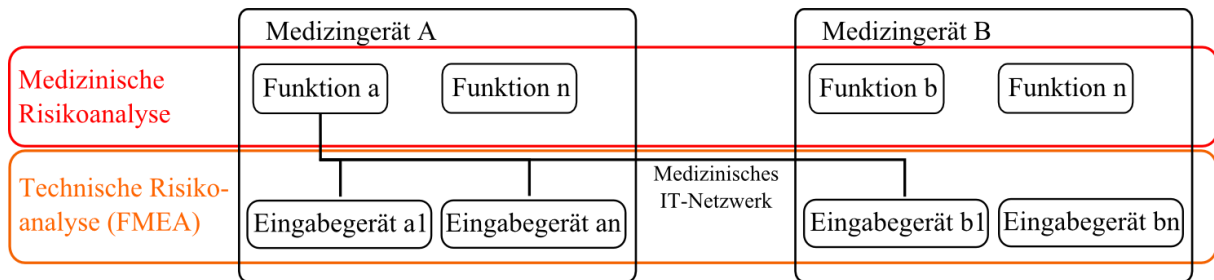 Medizingerät A
Medizingerät B
Medizinische
Risikoanalyse
Funktion a
Funktion n
Funktion b
Funktion n
Technische Risiko-
analyse (FMEA)
Medizinisches
IT-Netzwerk
Eingabegerät a1
Eingabegerät an
Eingabegerät b1
Eingabegerät bn